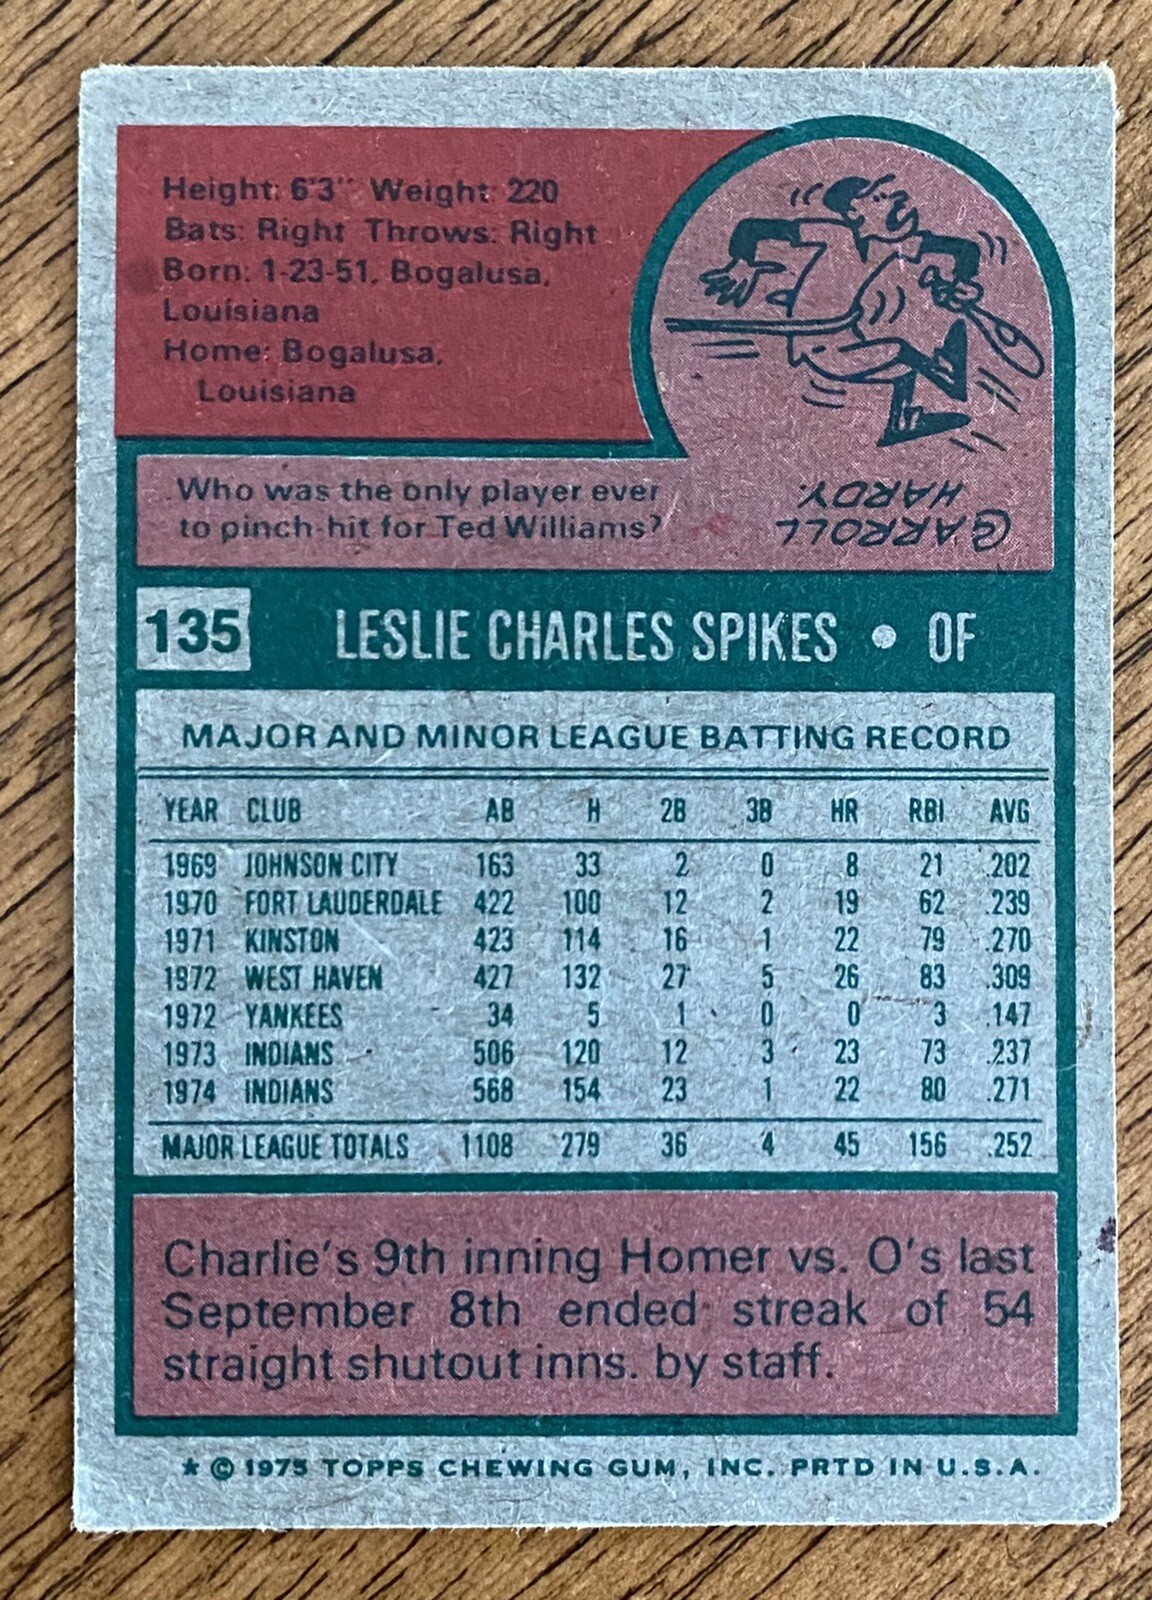 Height: 6'3" Weight: 220
Bats: Right Throws: Right
Born: 1-23-51, Bogalusa,
Louisiana
Home: Bogalusa,
Louisiana
Who was the only player ever
to pinch-hit for Ted Williams?
CARROLL
HARDY.
135 LESLIE CHARLES SPIKES • OF
MAJOR AND MINOR LEAGUE BATTING RECORD
YEAR CLUB AB H 2B 3B HR RBI AVG
1969 JOHNSON CITY 163 33 2 0 8 21 .202
1970 FORT LAUDERDALE 422 100 12 2 19 62 .239
1971 KINSTON 423 114 16 1 22 79 .270
1972 WEST HAVEN 427 132 27 5 26 83 .309
1972 YANKEES 34 5 1 0 0 3 .147
1973 INDIANS 506 120 12 3 23 73 .237
1974 INDIANS 568 154 23 1 22 80 .271
MAJOR LEAGUE TOTALS 1108 279 36 4 45 156 .252
Charlie's 9th inning Homer vs. O's last
September 8th ended streak of 54
straight shutout inns. by staff.
* © 1975 TOPPS CHEWING GUM, INC. PRTD IN U.S.A.